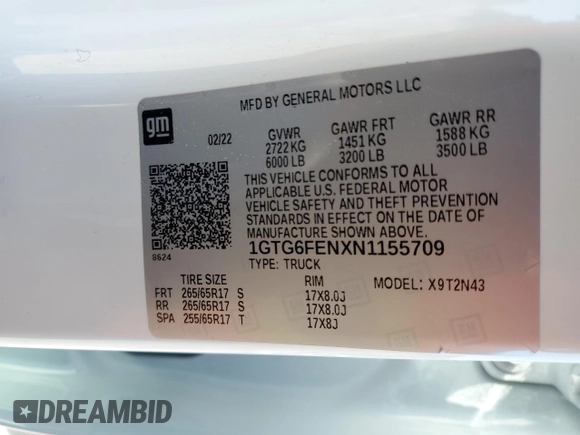 MFD BY GENERAL MOTORS LLC
gm
02/22 GVWR GAWR FRT GAWR RR
2722 KG 1451 KG 1588 KG
6000 LB 3200 LB 3500 LB
THIS VEHICLE CONFORMS TO ALL
APPLICABLE U.S. FEDERAL MOTOR
VEHICLE SAFETY AND THEFT PREVENTION
STANDARDS IN EFFECT ON THE DATE OF
MANUFACTURE SHOWN ABOVE.
8624
1GTG6FENXN1155709
TYPE: TRUCK
TIRE SIZE RIM MODEL: X9T2N43
FRT 265/65R17 S 17X8.0J
RR 265/65R17 S 17X8.0J
SPA 255/65R17 T 17X8J
GM GM
DREAMBID